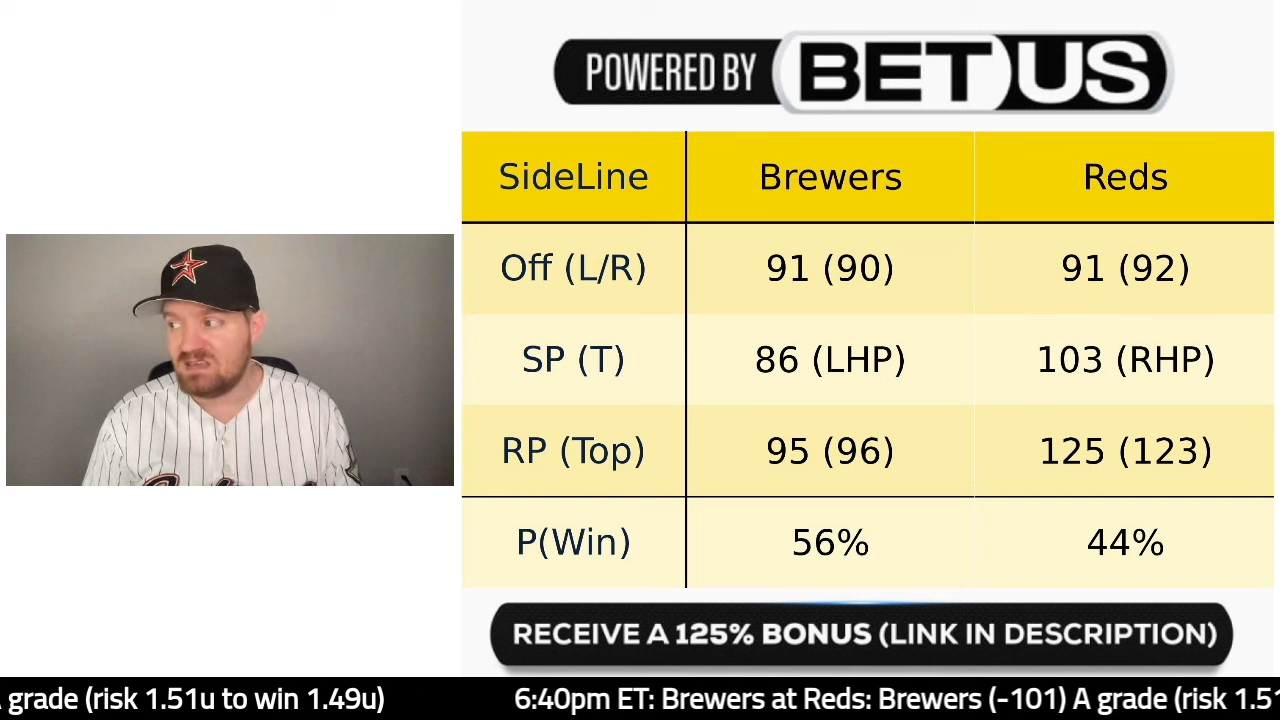 POWERED BY BETUS
SideLine Brewers Reds
Off (L/R) 91 (90) 91 (92)
SP (T) 86 (LHP) 103 (RHP)
RP (Top) 95 (96) 125 (123)
P(Win) 56% 44%
RECEIVE A 125% BONUS (LINK IN DESCRIPTION)
grade (risk 1.51u to win 1.49u) 6:40pm ET: Brewers at Reds: Brewers (-101) A grade (risk 1.51